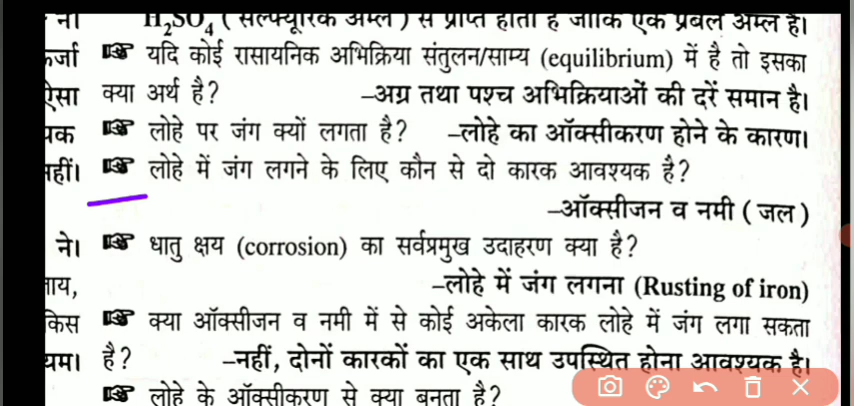 H₂SO₄ ( सल्फ्यूरिक अम्ल ) से प्राप्त होता है जोकि एक प्रबल अम्ल है।
☞ यदि कोई रासायनिक अभिक्रिया संतुलन/साम्य (equilibrium) में है तो इसका
ऐसा क्या अर्थ है? –अग्र तथा पश्च अभिक्रियाओं की दरें समान है।
☞ लोहे पर जंग क्यों लगता है? –लोहे का ऑक्सीकरण होने के कारण।
नहीं। ☞ लोहे में जंग लगने के लिए कौन से दो कारक आवश्यक है?
–ऑक्सीजन व नमी ( जल )
ने। ☞ धातु क्षय (corrosion) का सर्वप्रमुख उदाहरण क्या है?
–लोहे में जंग लगना (Rusting of iron)
किस ☞ क्या ऑक्सीजन व नमी में से कोई अकेला कारक लोहे में जंग लगा सकता
है? –नहीं, दोनों कारकों का एक साथ उपस्थित होना आवश्यक है।
☞ लोहे के ऑक्सीकरण से क्या बनता है?